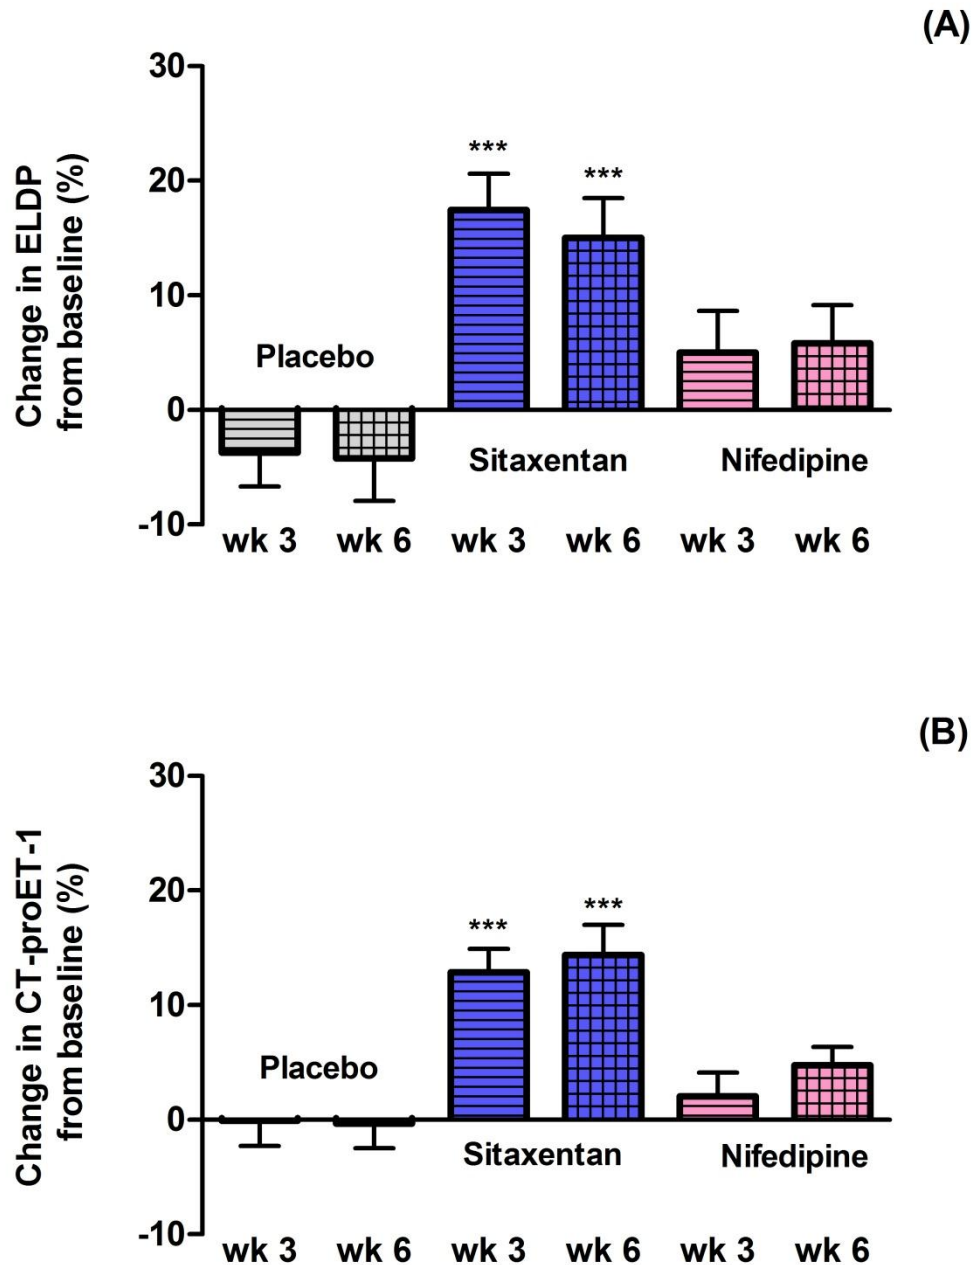 (A)
Change in ELDP
from baseline (%)
30
20
10
0
-10
***
***
Placebo
Sitaxentan
Nifedipine
wk 3
wk 6
wk 3
wk 6
wk 3
wk 6
(B)
Change in CT-proET-1
from baseline (%)
30
20
10
0
-10
***
***
Placebo
Sitaxentan
Nifedipine
wk 3
wk 6
wk 3
wk 6
wk 3
wk 6